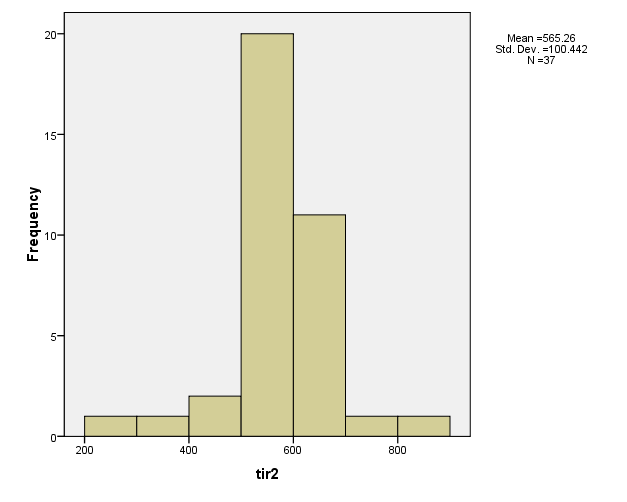 Mean =565.26
Std. Dev. =100.442
N =37
20
15
10
5
0
Frequency
200
400
600
800
tir2